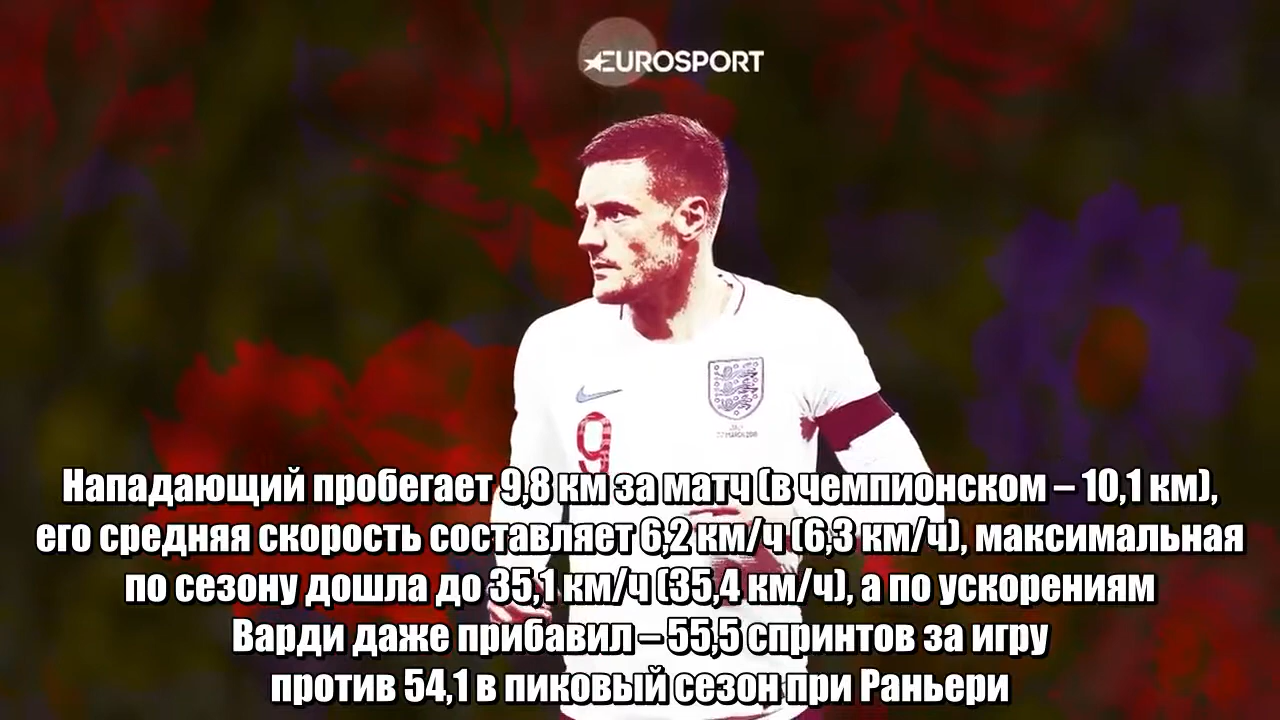 EUROSPORT
9
Нападающий пробегает 9,8 км за матч (в чемпионском – 10,1 км),
его средняя скорость составляет 6,2 км/ч (6,3 км/ч), максимальная
по сезону дошла до 35,1 км/ч (35,4 км/ч), а по ускорениям
Варди даже прибавил – 55,5 спринтов за игру
против 54,1 в пиковый сезон при Раньери